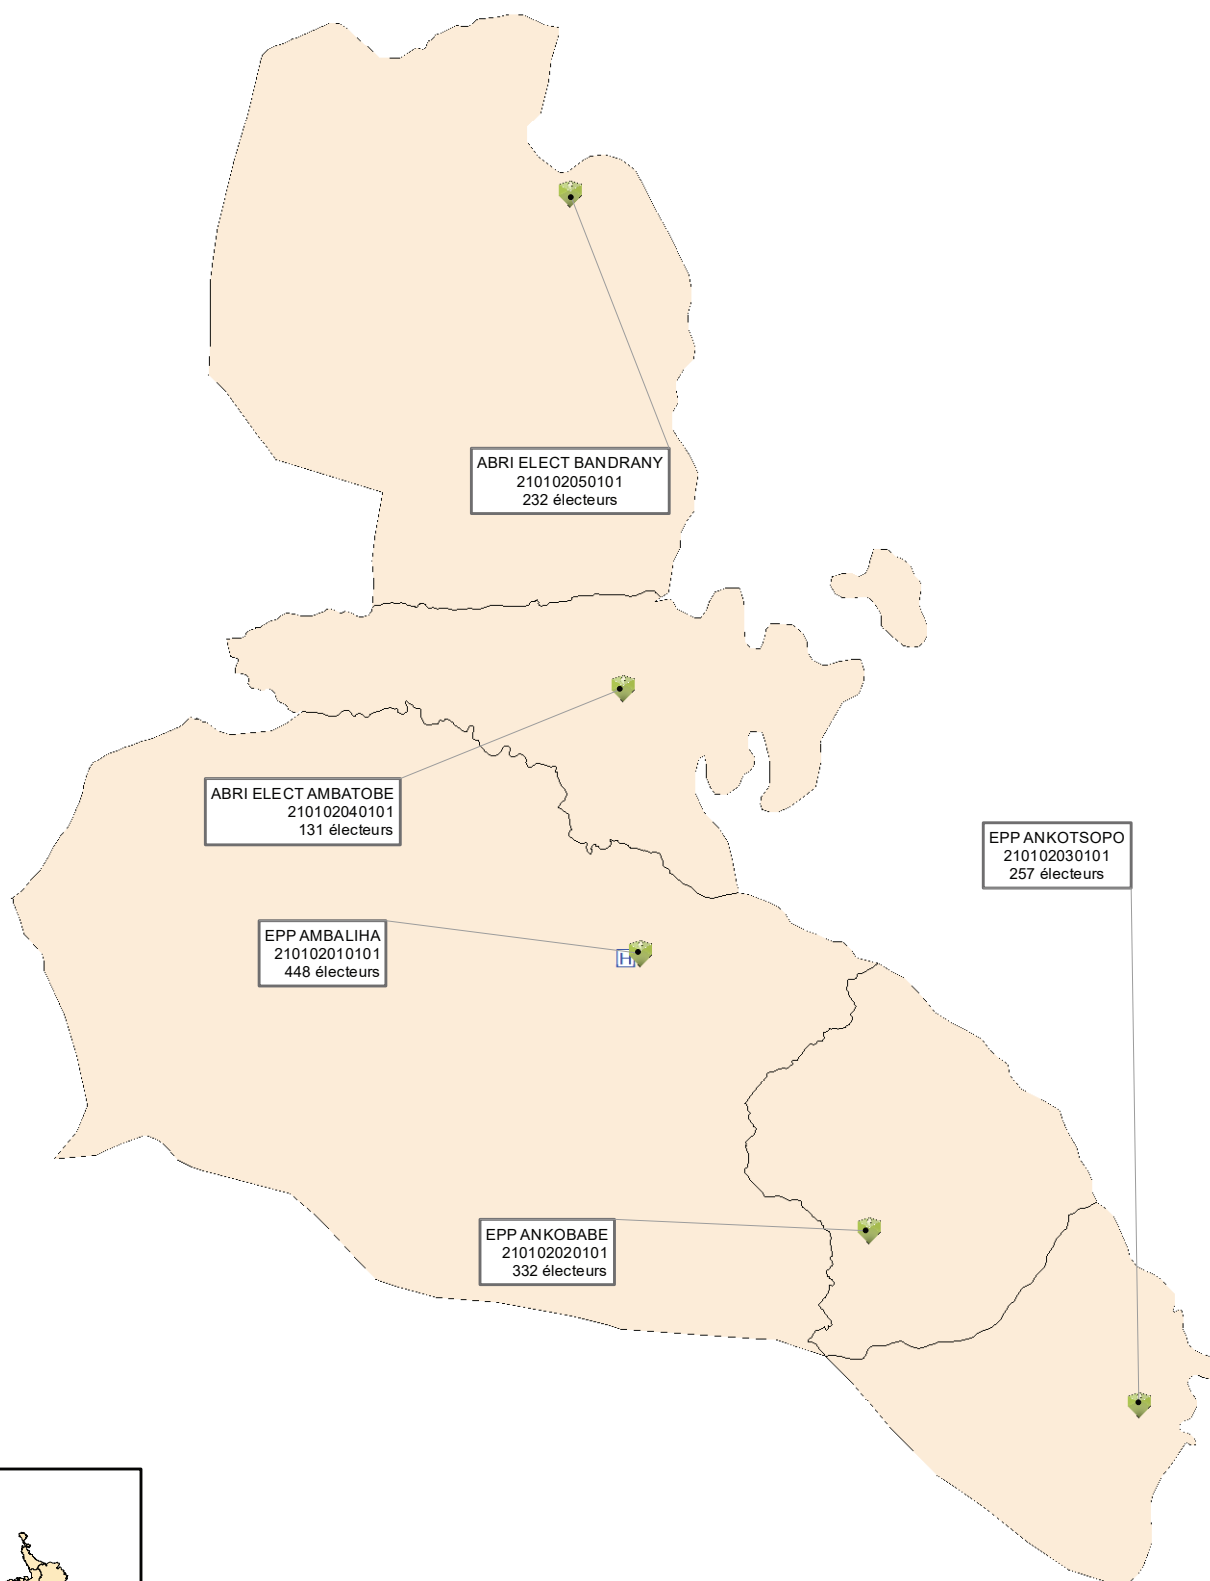 ABRI ELECT BANDRANY
210102050101
232 électeurs
ABRI ELECT AMBATOBE
210102040101
131 électeurs
EPP ANKOTSOPO
210102030101
257 électeurs
EPP AMBALIHA
210102010101
448 électeurs
H
EPP ANKOBABE
210102020101
332 électeurs